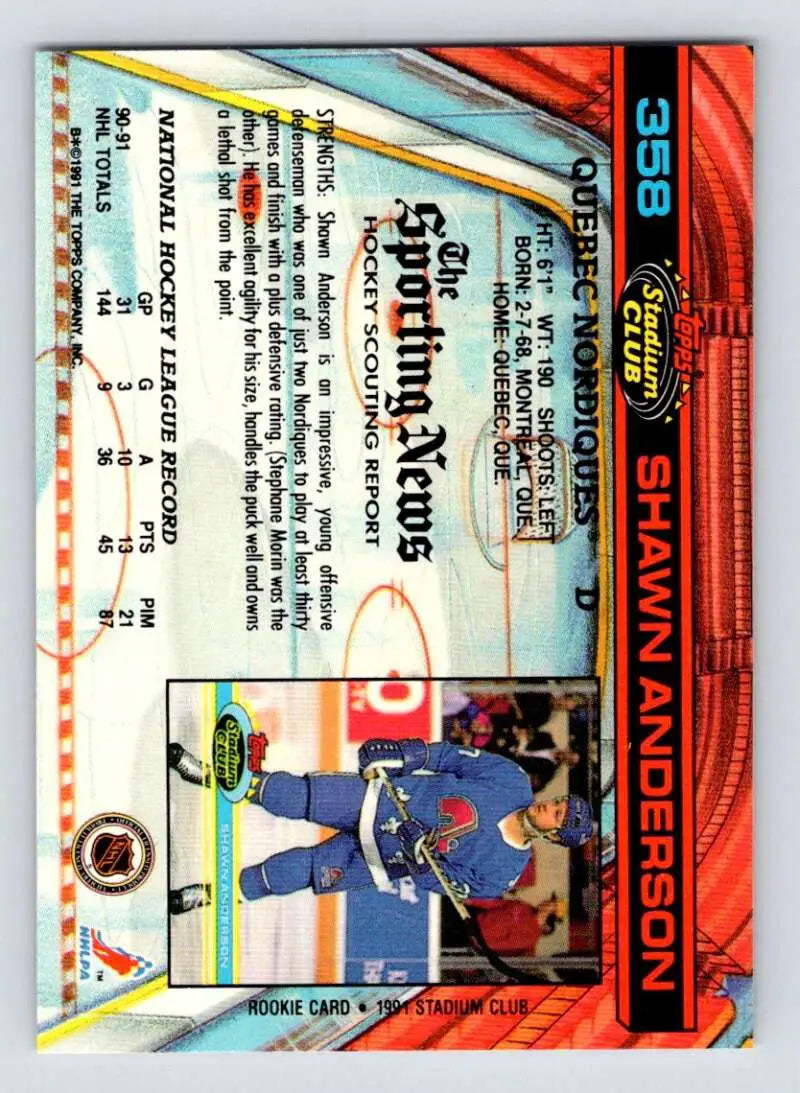 358
Topps
Stadium
CLUB
SHAWN ANDERSON
QUEBEC NORDIQUES D
HT: 6'1" WT: 190 SHOOTS: LEFT
BORN: 2-7-68, MONTREAL, QUE.
HOME: QUEBEC, QUE.
The
Sporting News
HOCKEY SCOUTING REPORT
STRENGTHS: Shawn Anderson is an impressive, young offensive
defenseman who was one of just two Nordiques to play at least thirty
games and finish with a plus defensive rating. (Stephane Morin was the
other). He has excellent agility for his size, handles the puck well and owns
a lethal shot from the point.
NATIONAL HOCKEY LEAGUE RECORD
GP G A PTS PIM
90-91 31 3 10 13 21
NHL TOTALS 144 9 36 45 87
B*©1991 THE TOPPS COMPANY, INC.
Topps
Stadium
CLUB
SHAWN ANDERSON
ROOKIE CARD • 1991 STADIUM CLUB
NHL
NHLPA
TM